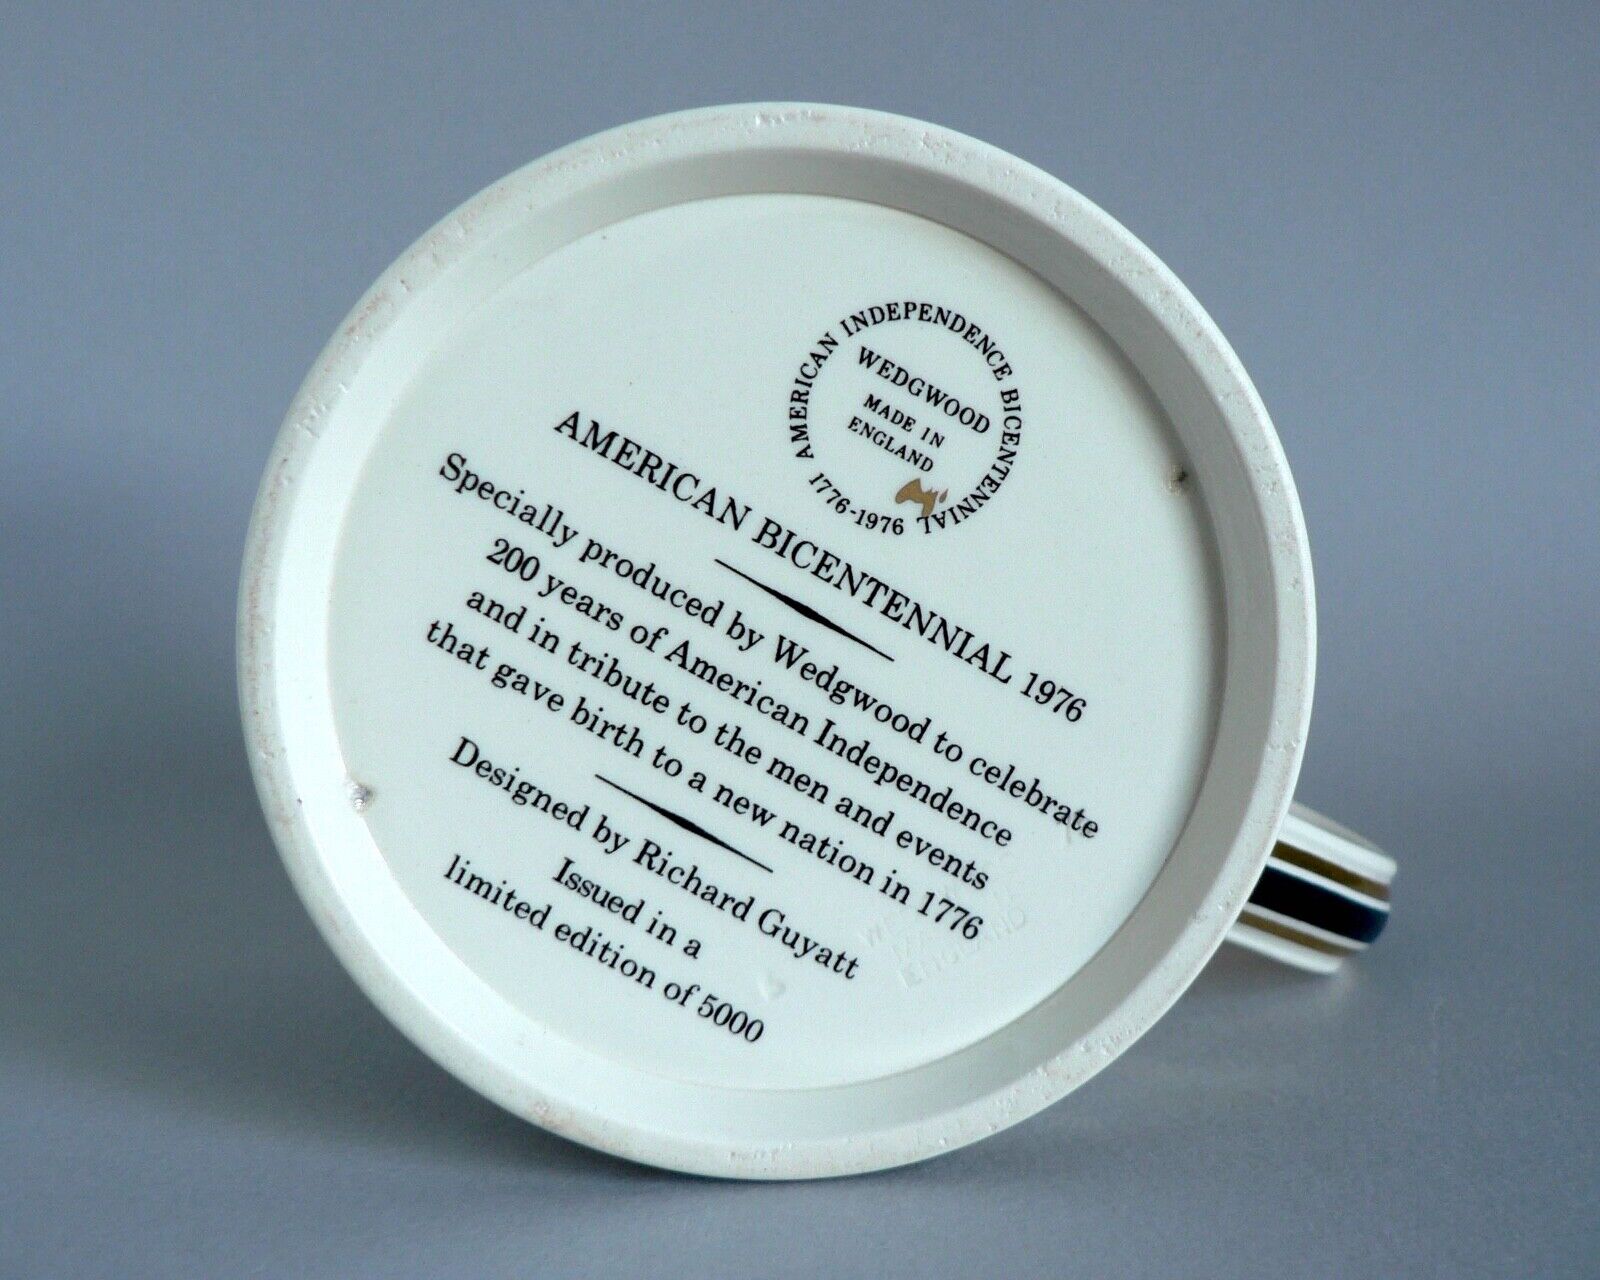 AMERICAN INDEPENDENCE BICENTENNIAL
1776-1976
WEDGWOOD
MADE IN
ENGLAND
AMERICAN BICENTENNIAL 1976
Specially produced by Wedgwood to celebrate
200 years of American Independence
and in tribute to the men and events
that gave birth to a new nation in 1776
Designed by Richard Guyatt
Issued in a
limited edition of 5000
ENGLAND